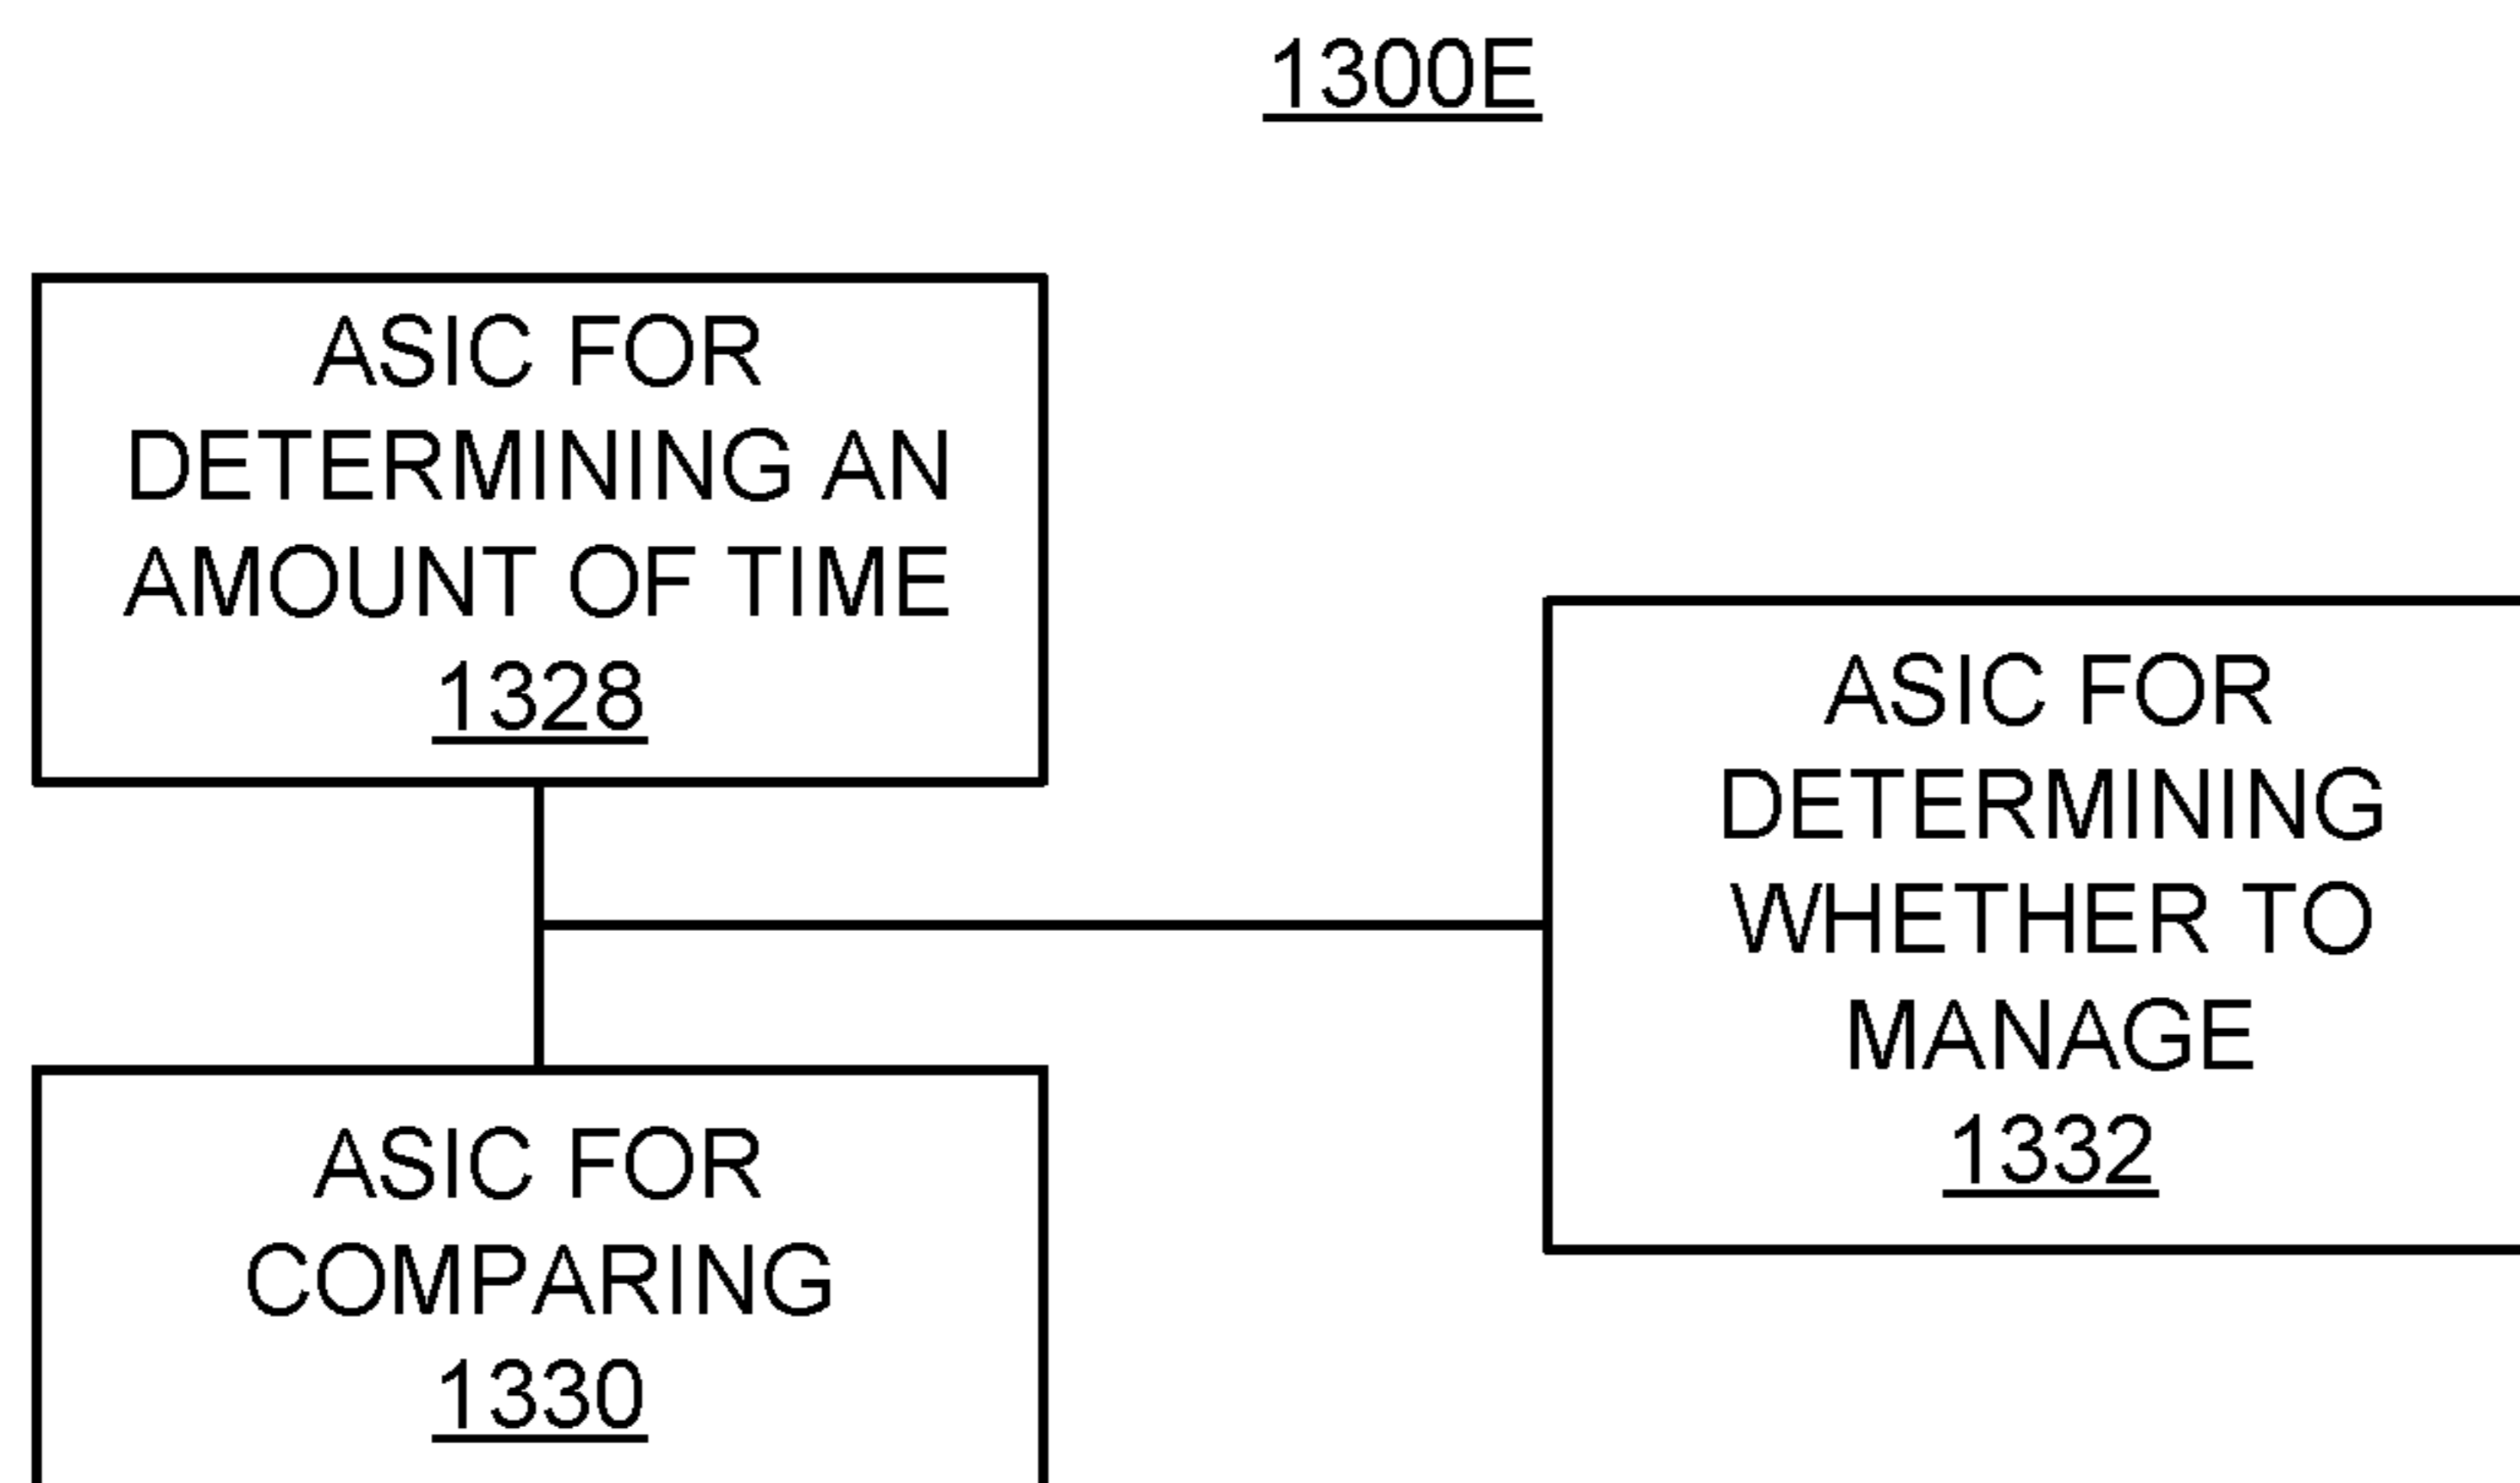 1300E
ASIC FOR
DETERMINING AN
AMOUNT OF TIME
1328
ASIC FOR
DETERMINING
WHETHER TO
MANAGE
1332
ASIC FOR
COMPARING
1330